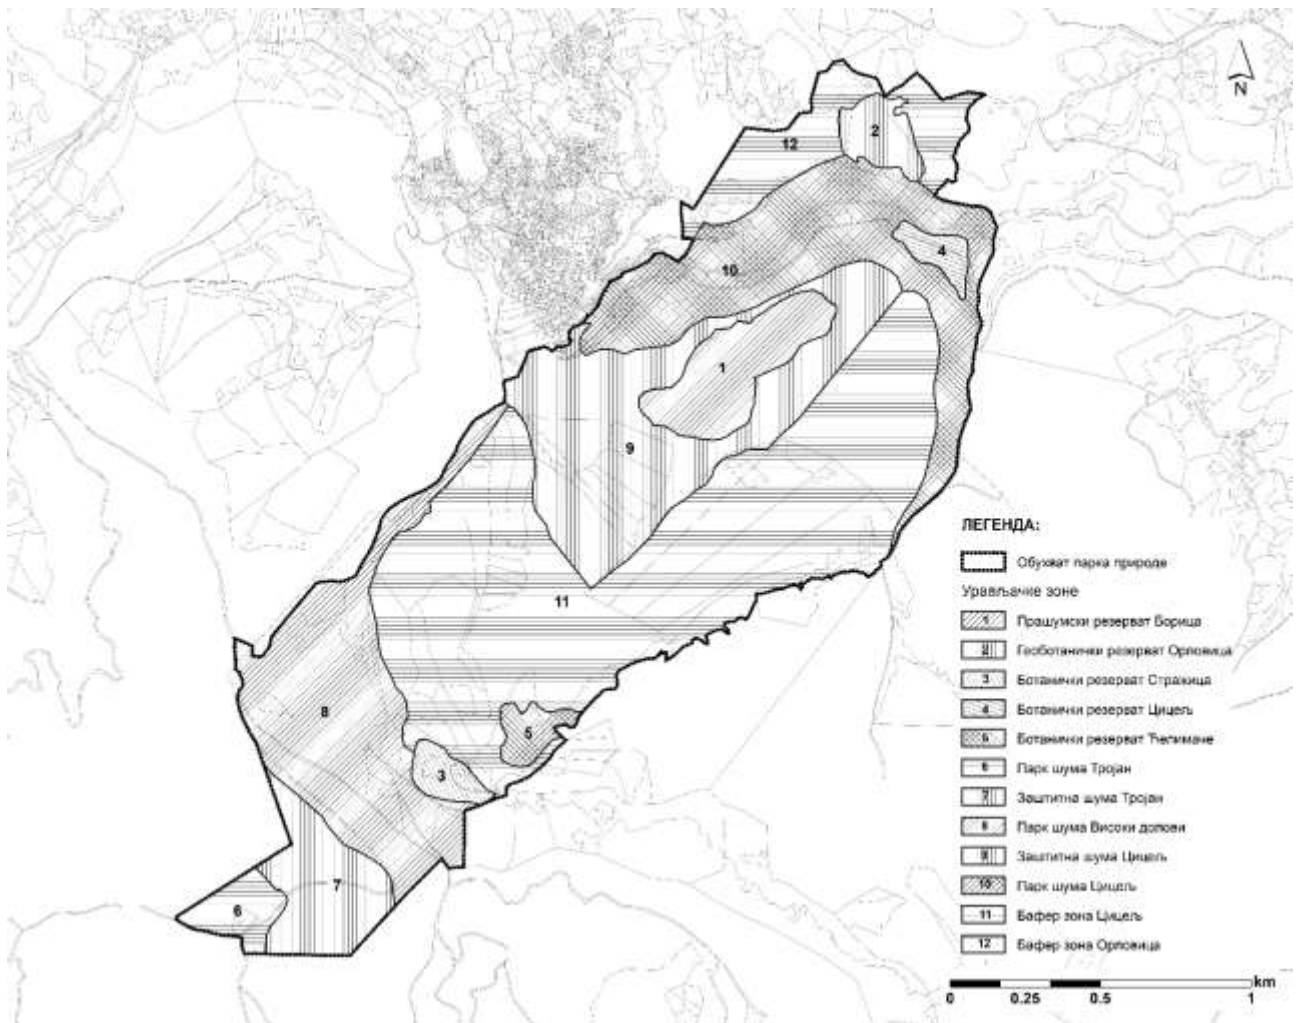 N
2
12
4
10
1
9
11
8
5
3
7
6
ЛЕГЕНДА:
Обухват парка природе
Урављачке зоне
1 Прашумски резерват Борица
2 Геоботанички резерват Орловица
3 Ботанички резерват Стражица
4 Ботанички резерват Цицељ
5 Ботанички резерват Ћелимаче
6 Парк шума Тројан
7 Заштитна шума Тројан
8 Парк шума Високи долови
9 Заштитна шума Цицељ
10 Парк шума Цицељ
11 Бафер зона Цицељ
12 Бафер зона Орловица
km
0 0.25 0.5 1